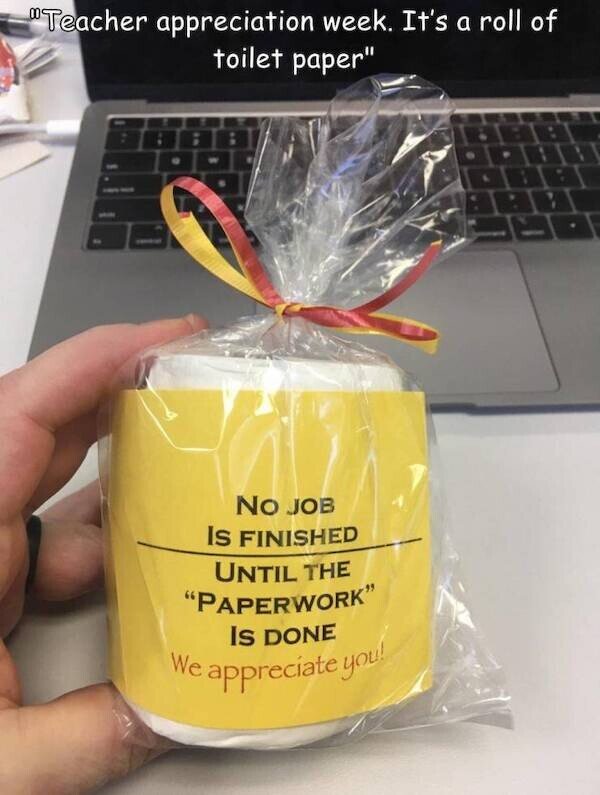 "Teacher appreciation week. It's a roll of
toilet paper"
No job
Is finished
Until the
“Paperwork”
Is done
We appreciate you!